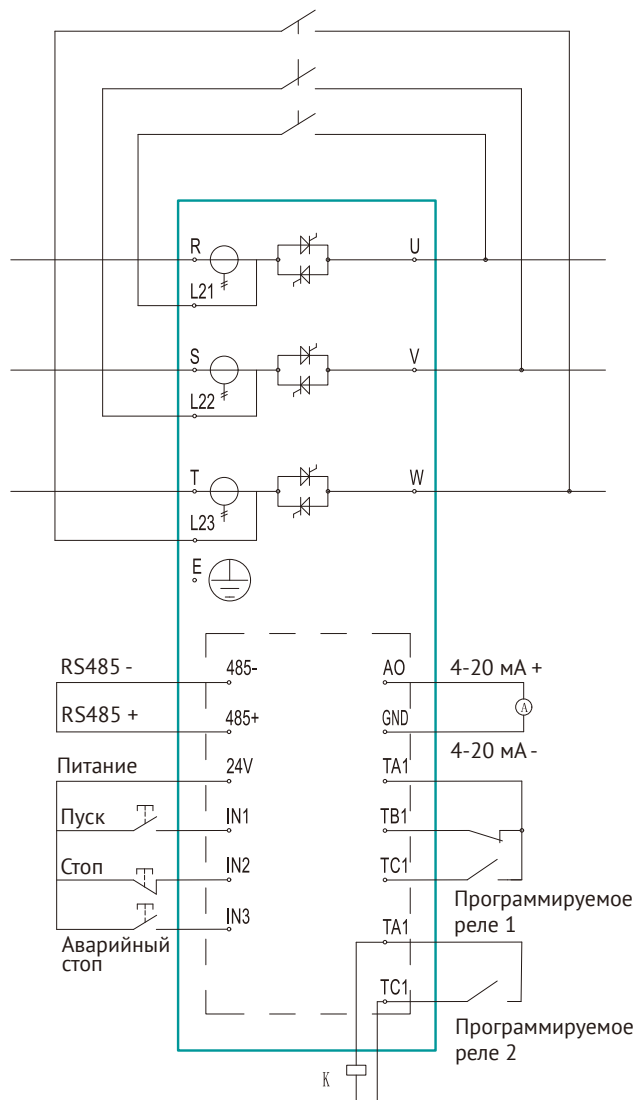 R
U
L21
S
V
L22
T
W
L23
E
RS485 -
485-
AO
4-20 мА +
A
RS485 +
485+
GND
4-20 мА -
Питание
24V
TA1
Пуск
IN1
TB1
Стоп
IN2
TC1
Программируемое
реле 1
IN3
Аварийный
стоп
TA1
TC1
Программируемое
реле 2
K